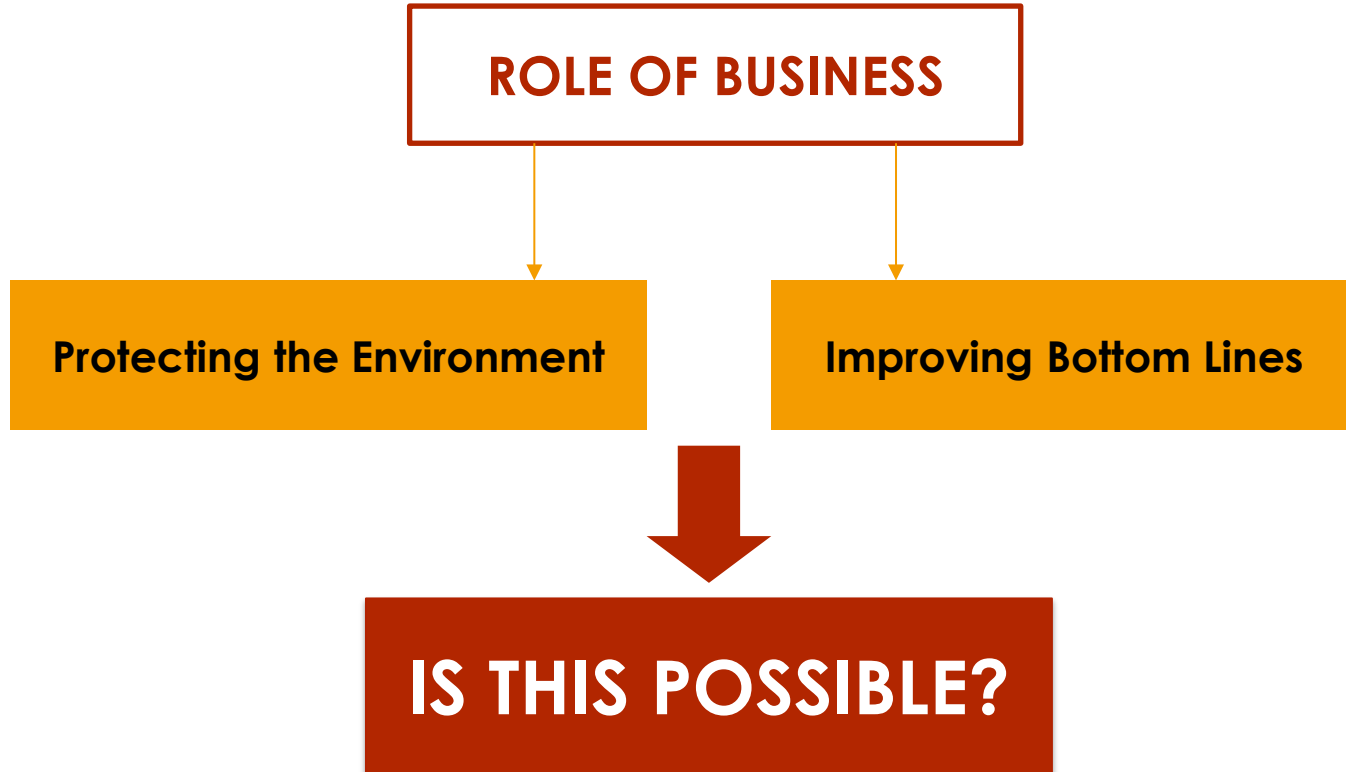 ROLE OF BUSINESS
Protecting the Environment
Improving Bottom Lines
IS THIS POSSIBLE?